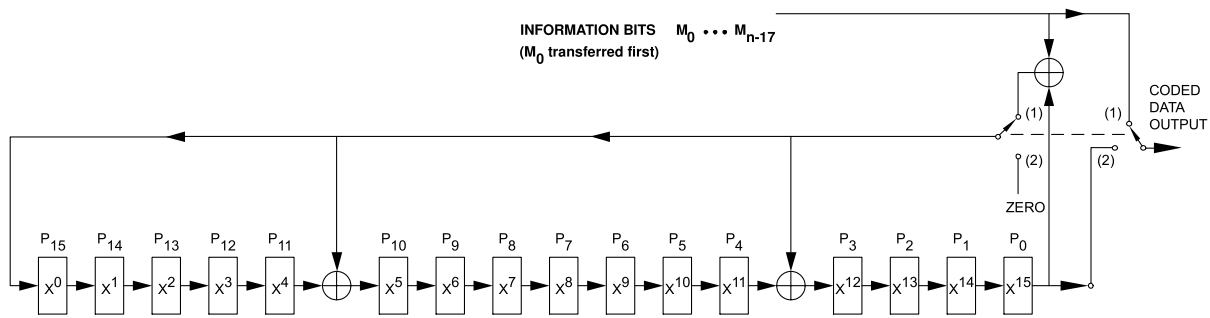 INFORMATION BITS M₀ ••• Mₙ₋₁₇
(M₀ transferred first)
CODED
DATA
OUTPUT
(1) (1)
(2) (2)
ZERO
P₁₅ P₁₄ P₁₃ P₁₂ P₁₁ P₁₀ P₉ P₈ P₇ P₆ P₅ P₄ P₃ P₂ P₁ P₀
X⁰ X¹ X² X³ X⁴ X⁵ X⁶ X⁷ X⁸ X⁹ X¹⁰ X¹¹ X¹² X¹³ X¹⁴ X¹⁵